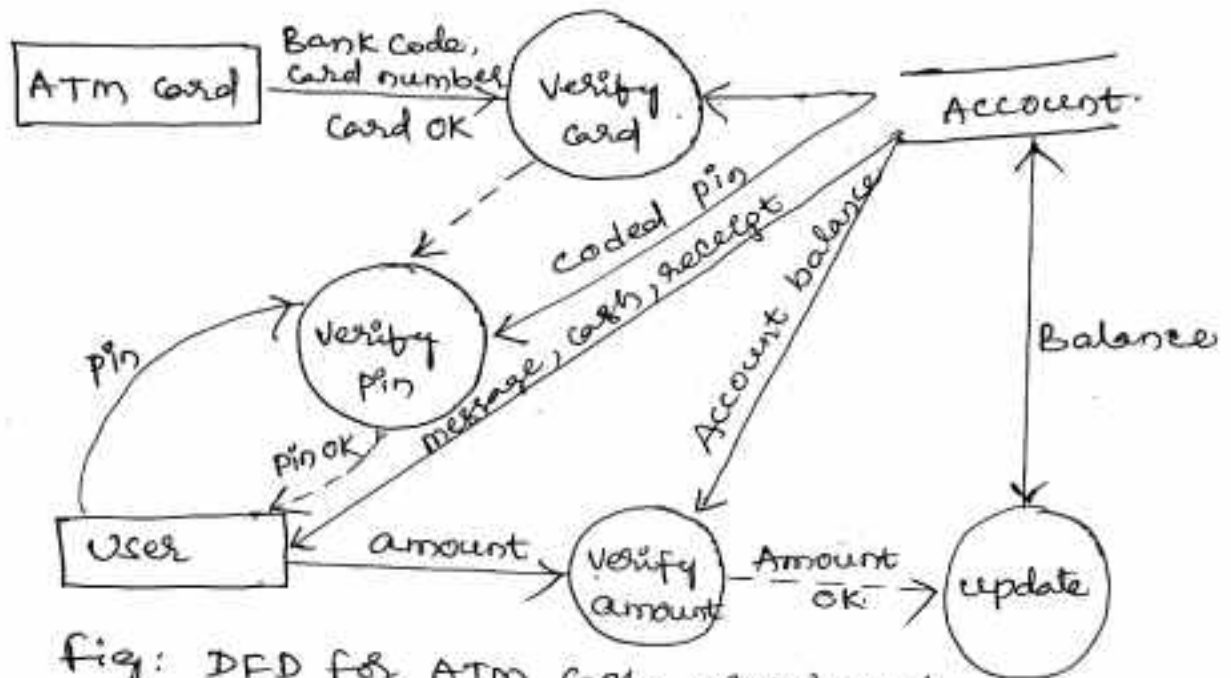 Bank Code,
Card number
ATM Card
Card OK
Verify
Card
ACCOUNT.
coded pin
message, cash, receipt
Account balance
Balance
pin
Verify
pin
pin OK
User
amount
Verify
amount
Amount
OK
update
fig: DFD for ATM